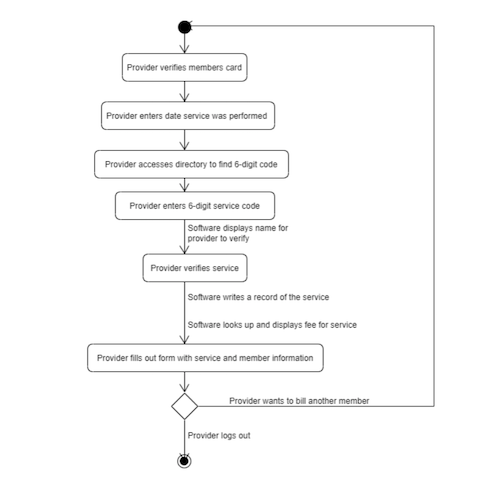 Provider verifies members card
Provider enters date service was performed
Provider accesses directory to find 6-digit code
Provider enters 6-digit service code
Software displays name for
provider to verify
Provider verifies service
Software writes a record of the service
Software looks up and displays fee for service
Provider fills out form with service and member information
Provider wants to bill another member
Provider logs out